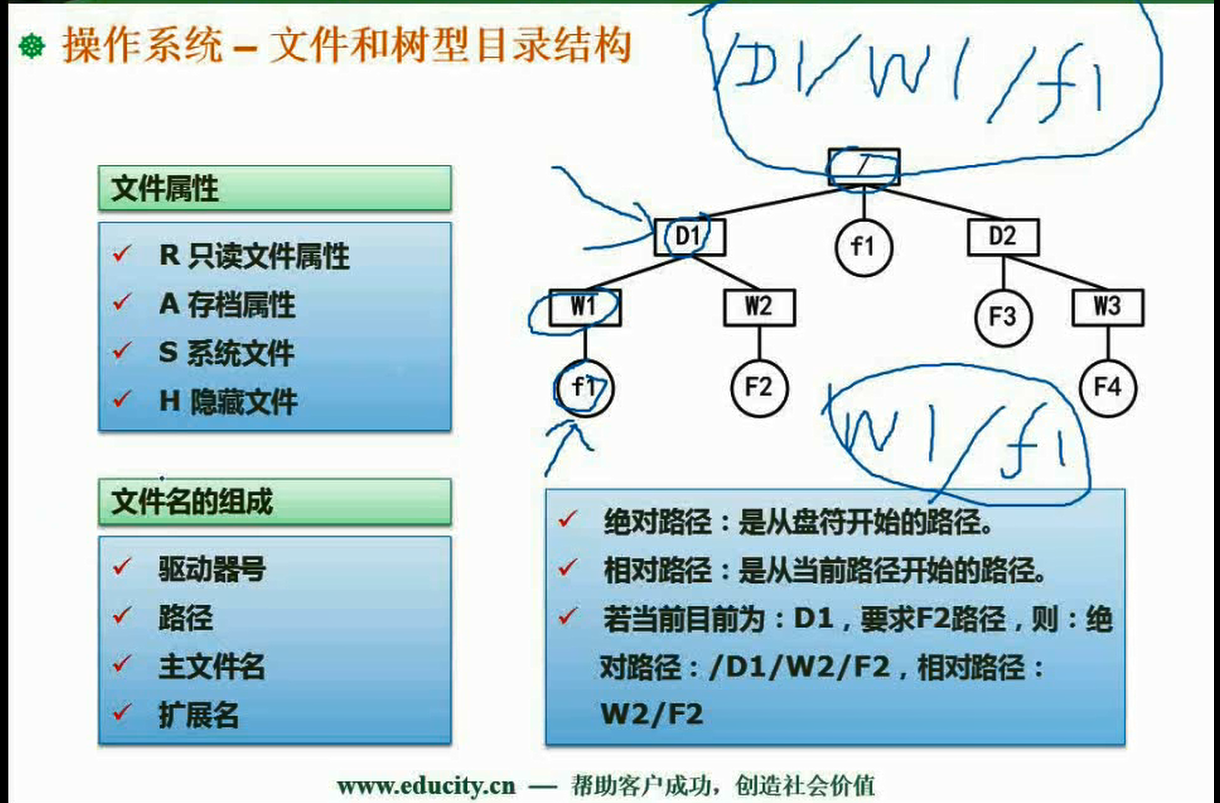 操作系统 – 文件和树型目录结构
/D1/W1/f1
文件属性
R 只读文件属性
A 存档属性
S 系统文件
H 隐藏文件
/
D1
f1
D2
W1
W2
F3
W3
f1
F2
F4
W1/f1
文件名的组成
驱动器号
路径
主文件名
扩展名
绝对路径：是从盘符开始的路径。
相对路径：是从当前路径开始的路径。
若当前目前为：D1，要求F2路径，则：绝
对路径：/D1/W2/F2，相对路径：
W2/F2
www.educity.cn — 帮助客户成功，创造社会价值